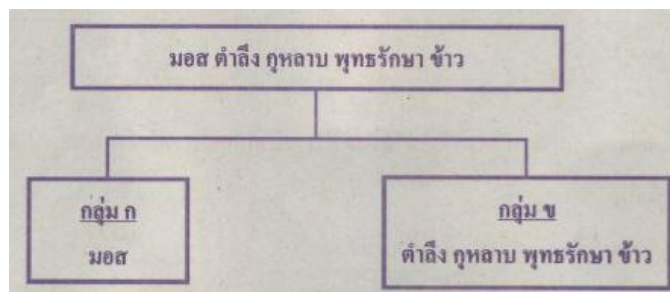 มอส ตำลึง กุหลาบ พุทธรักษา ข้าว
กลุ่ม ก
มอส
กลุ่ม ข
ตำลึง กุหลาบ พุทธรักษา ข้าว